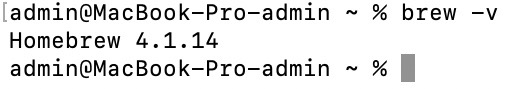 [admin@MacBook-Pro-admin ~ % brew -v
Homebrew 4.1.14
admin@MacBook-Pro-admin ~ %